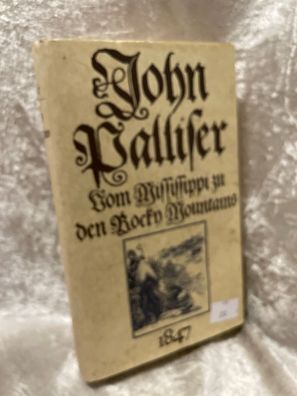 John
Palliſer
Vom Miſsiſsippi zu
den Rocky Mountains
1847